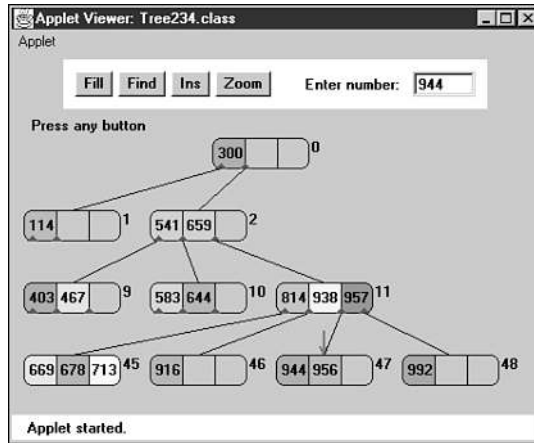 Applet Viewer: Tree234.class
Applet
Fill Find Ins Zoom Enter number: 944
Press any button
300 0
114 1 541 659 2
403 467 9 583 644 10 814 938 957 11
669 678 713 45 916 46 944 956 47 992 48
Applet started.